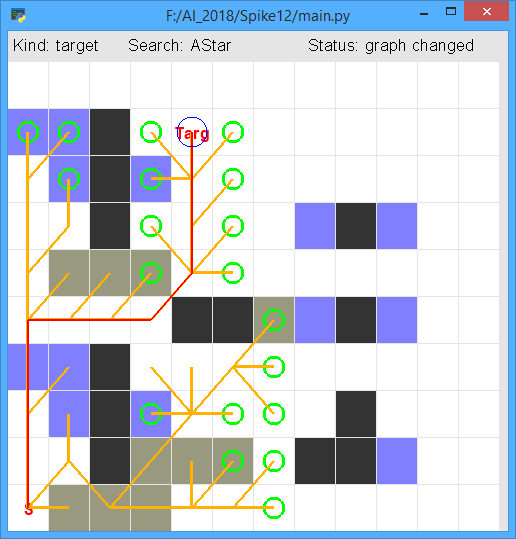 F:/AI_2018/Spike12/main.py
Kind: target Search: AStar Status: graph changed
Targ
S